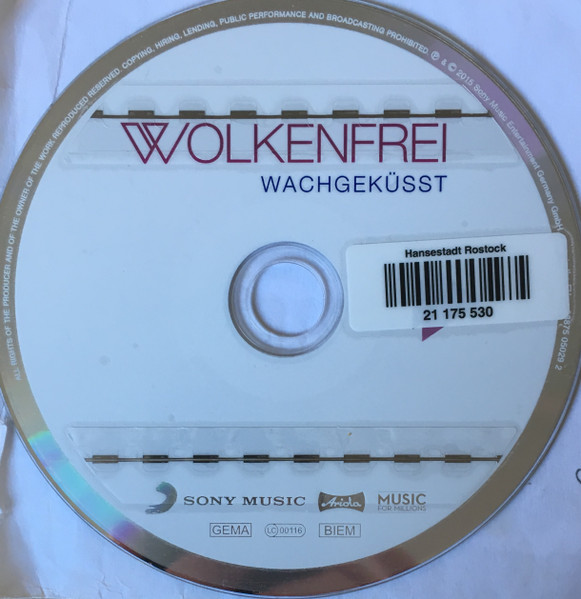 ALL RIGHTS OF THE PRODUCER AND OF THE OWNER OF THE WORK REPRODUCED RESERVED. COPYING, HIRING, LENDING, PUBLIC PERFORMANCE AND BROADCASTING PROHIBITED. ℗ & © 2015 Sony Music Entertainment Germany GmbH
WOLKENFREI
WACHGEKÜSST
Hansestadt Rostock
21 175 530
05029 2
SONY MUSIC
Ariola
MUSIC
FOR MILLIONS
GEMA
LC 00116
BIEM